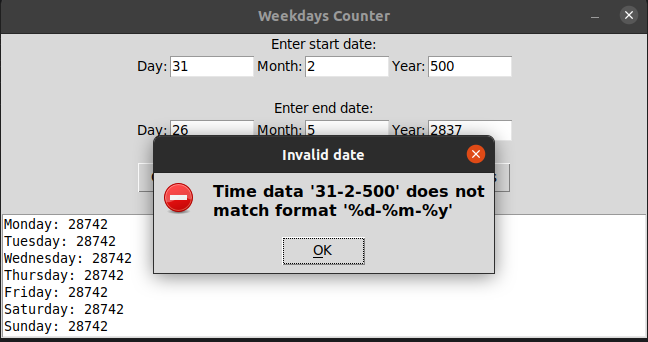 Weekdays Counter
Enter start date:
Day: 31 Month: 2 Year: 500
Enter end date:
Day: 26 Month: 5 Year: 2837
Invalid date
Time data '31-2-500' does not
match format '%d-%m-%y'
OK
Monday: 28742
Tuesday: 28742
Wednesday: 28742
Thursday: 28742
Friday: 28742
Saturday: 28742
Sunday: 28742